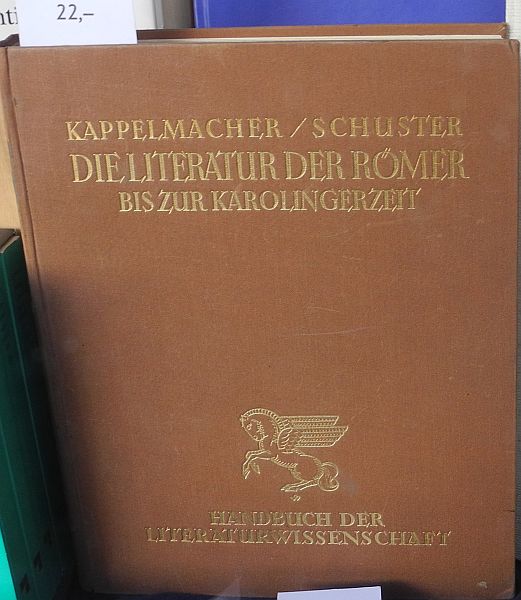 22,–
KAPPELMACHER / SCHUSTER
DIE LITERATUR DER RÖMER
BIS ZUR KAROLINGERZEIT
HANDBUCH DER
LITERATURWISSENSCHAFT